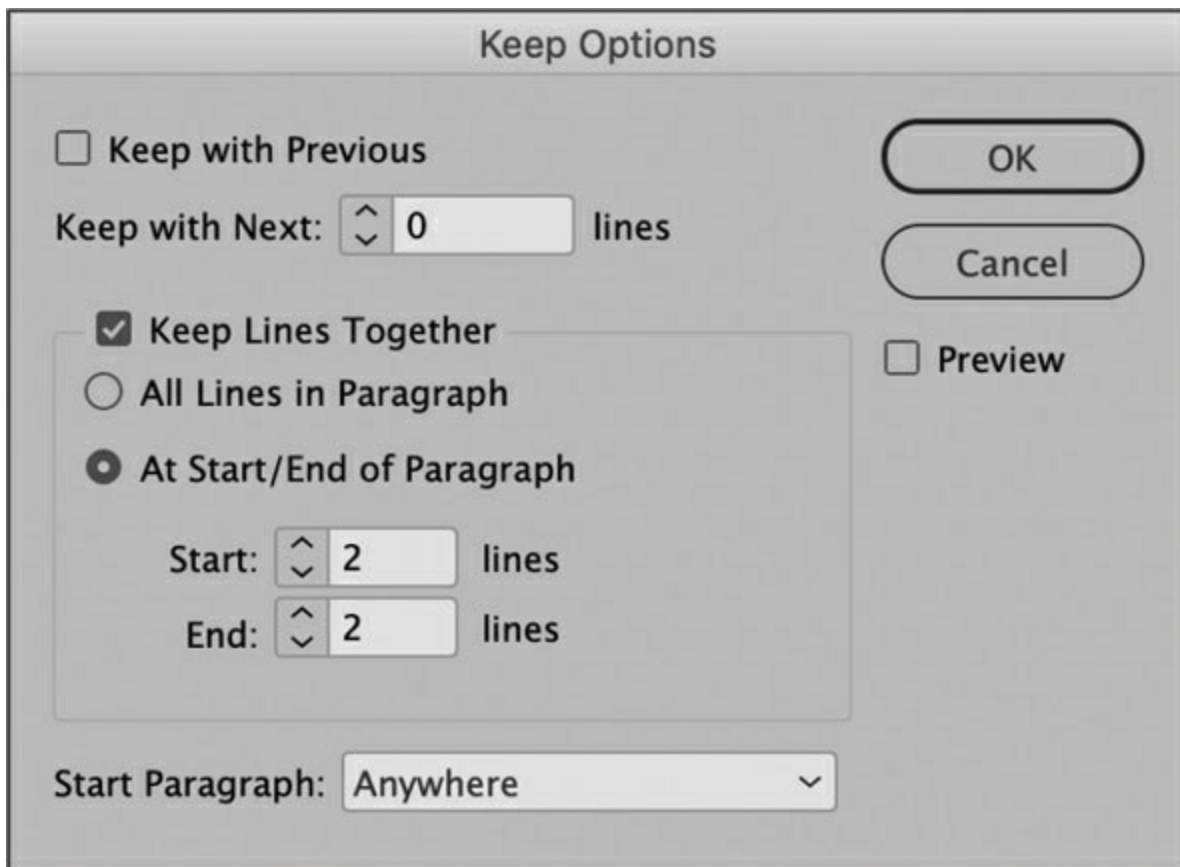 Keep Options
Keep with Previous
OK
Keep with Next: 0 lines
Cancel
Keep Lines Together
Preview
All Lines in Paragraph
At Start/End of Paragraph
Start: 2 lines
End: 2 lines
Start Paragraph: Anywhere